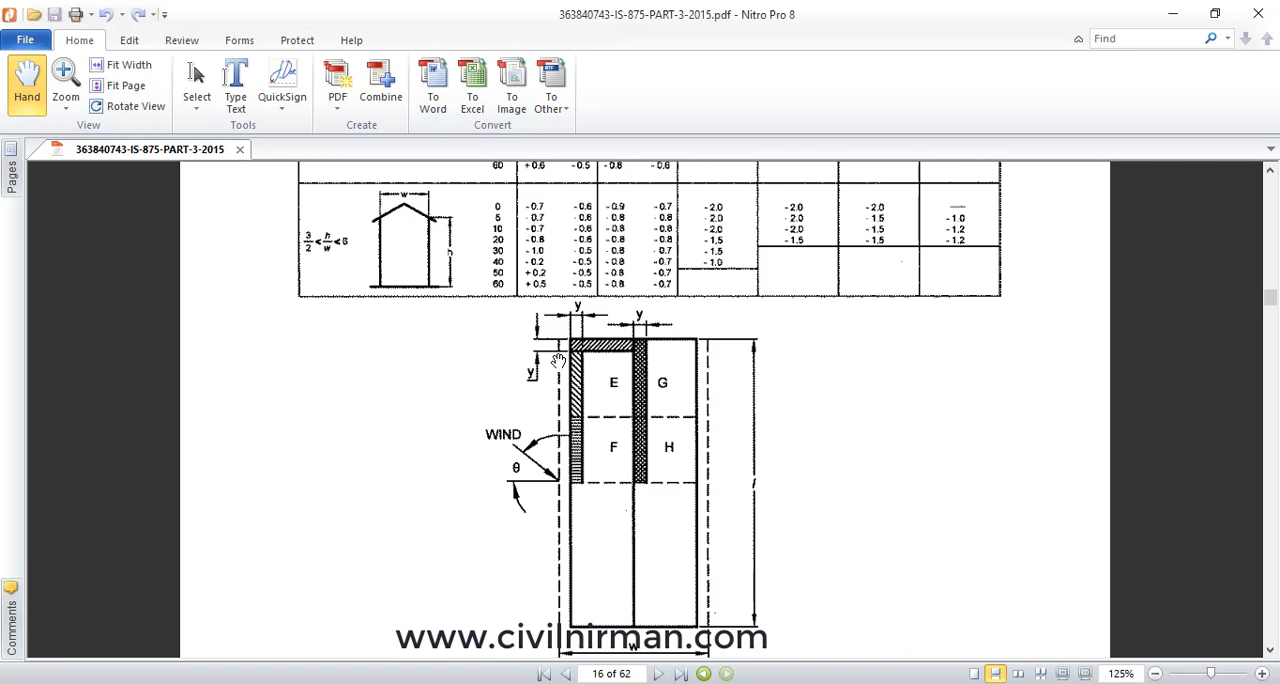 363840743-IS-875-PART-3-2015.pdf - Nitro Pro 8
File Home Edit Review Forms Protect Help
Find
Hand
Zoom
Fit Width
Fit Page
Rotate View
View
Select
Type Text
QuickSign
Tools
PDF
Combine
Create
To Word
To Excel
To Image
To Other
Convert
363840743-IS-875-PART-3-2015
Pages
Comments
60 +0.6 -0.5 -0.8 -0.6
w
h
3/2 < h/w < 6
0 -0.7 -0.6 -0.9 -0.7 -2.0 -2.0 -2.0 —
5 -0.7 -0.6 -0.8 -0.8 -2.0 -2.0 -1.5 -1.0
10 -0.7 -0.6 -0.8 -0.8 -2.0 -2.0 -1.5 -1.2
20 -0.8 -0.6 -0.8 -0.8 -1.5 -1.5 -1.5 -1.2
30 -1.0 -0.5 -0.8 -0.7 -1.5
40 -0.2 -0.5 -0.8 -0.7 -1.0
50 +0.2 -0.5 -0.8 -0.7
60 +0.5 -0.5 -0.8 -0.7
y y
y
E G
WIND
F H
θ
www.civilnirman.com
w
16 of 62
125%